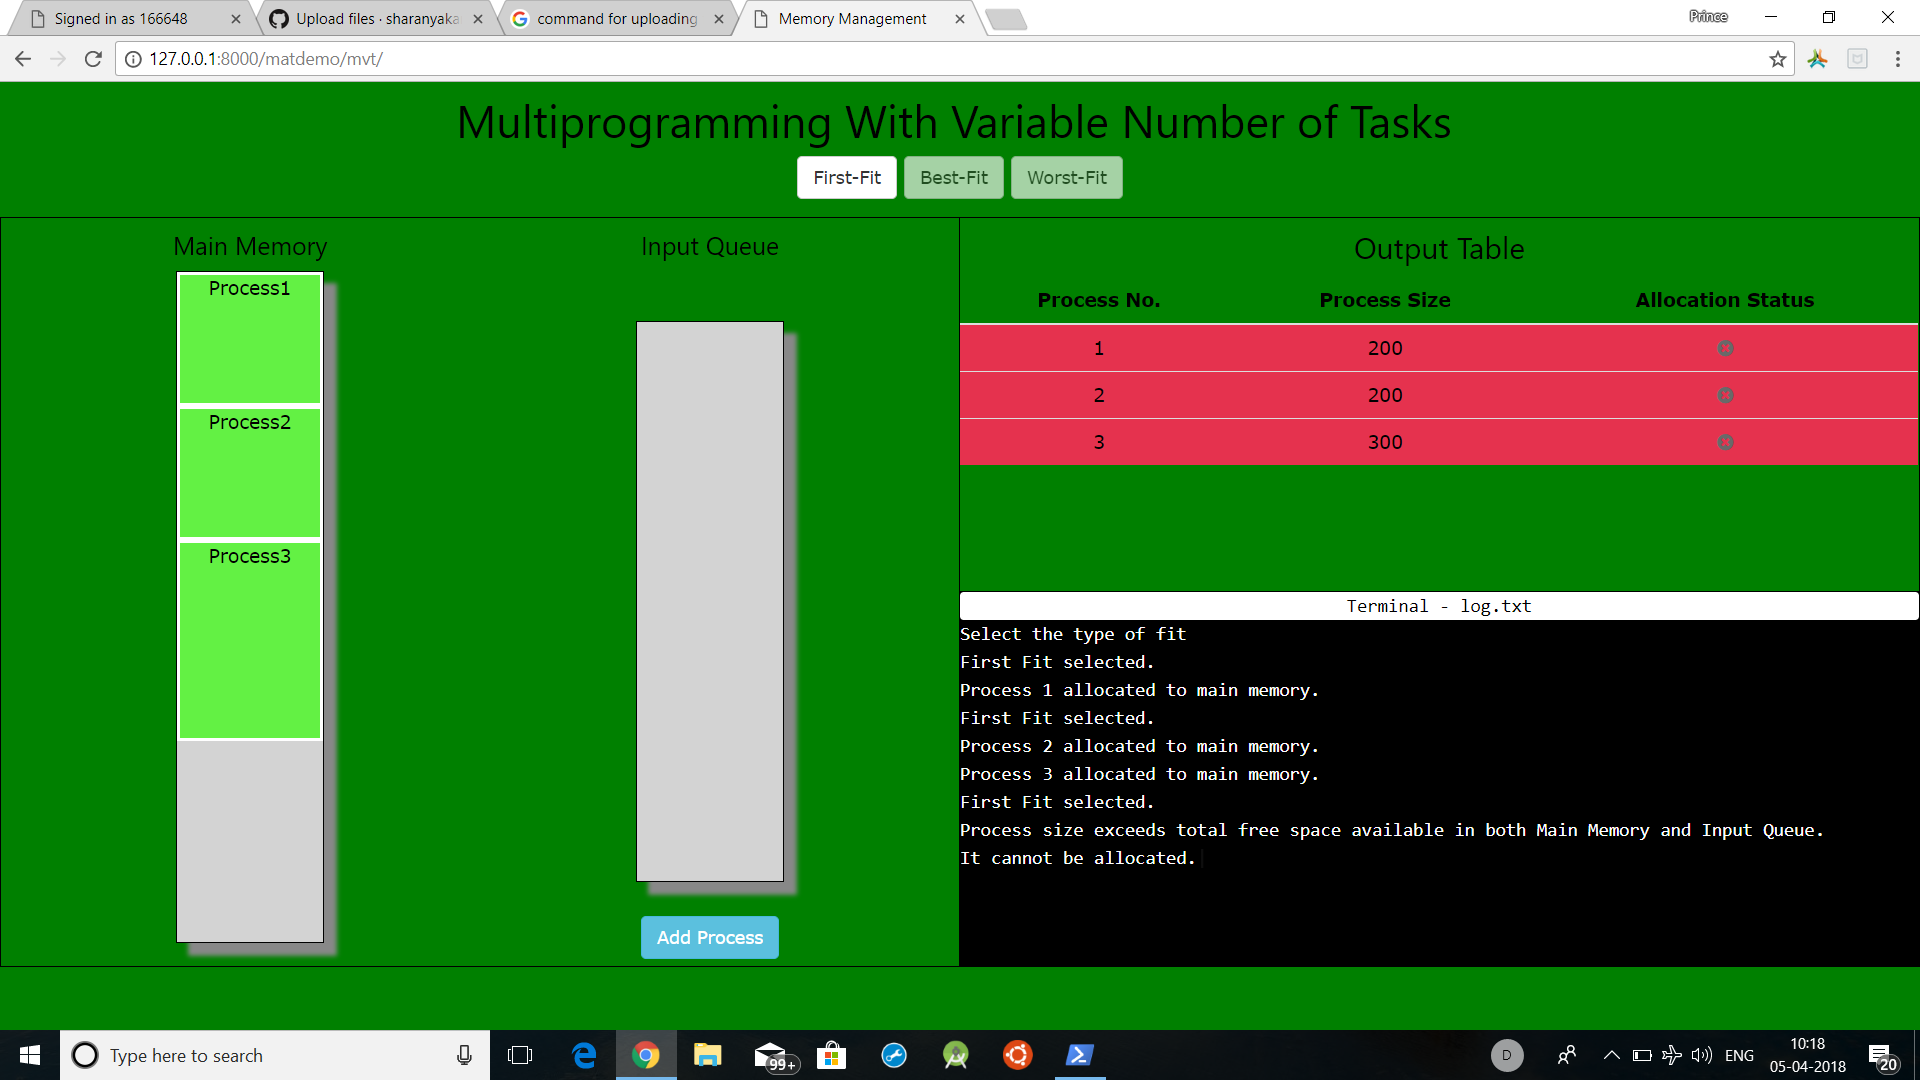 Signed in as 166648
Upload files · sharanyaka
command for uploading
Memory Management
Prince
127.0.0.1:8000/matdemo/mvt/
Multiprogramming With Variable Number of Tasks
First-Fit Best-Fit Worst-Fit
Main Memory
Input Queue
Process1
Process2
Process3
Add Process
Output Table
Process No. Process Size Allocation Status
1 200
2 200
3 300
Terminal - log.txt
Select the type of fit
First Fit selected.
Process 1 allocated to main memory.
First Fit selected.
Process 2 allocated to main memory.
Process 3 allocated to main memory.
First Fit selected.
Process size exceeds total free space available in both Main Memory and Input Queue.
It cannot be allocated.
Type here to search
99+
D
ENG
10:18
05-04-2018
20